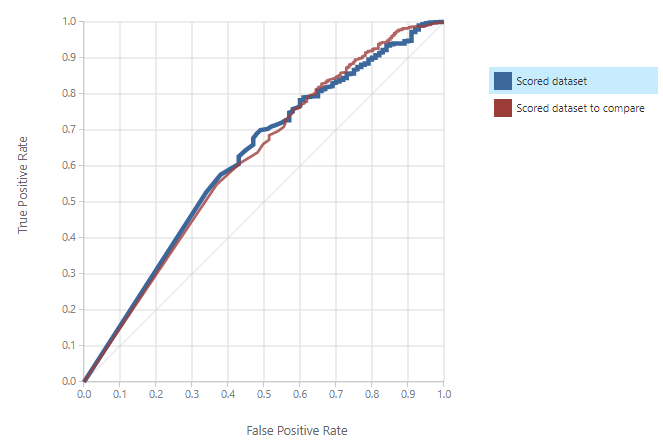 1.0
0.9
0.8
0.7
0.6
0.5
0.4
0.3
0.2
0.1
0.0
0.0 0.1 0.2 0.3 0.4 0.5 0.6 0.7 0.8 0.9 1.0
True Positive Rate
False Positive Rate
Scored dataset
Scored dataset to compare